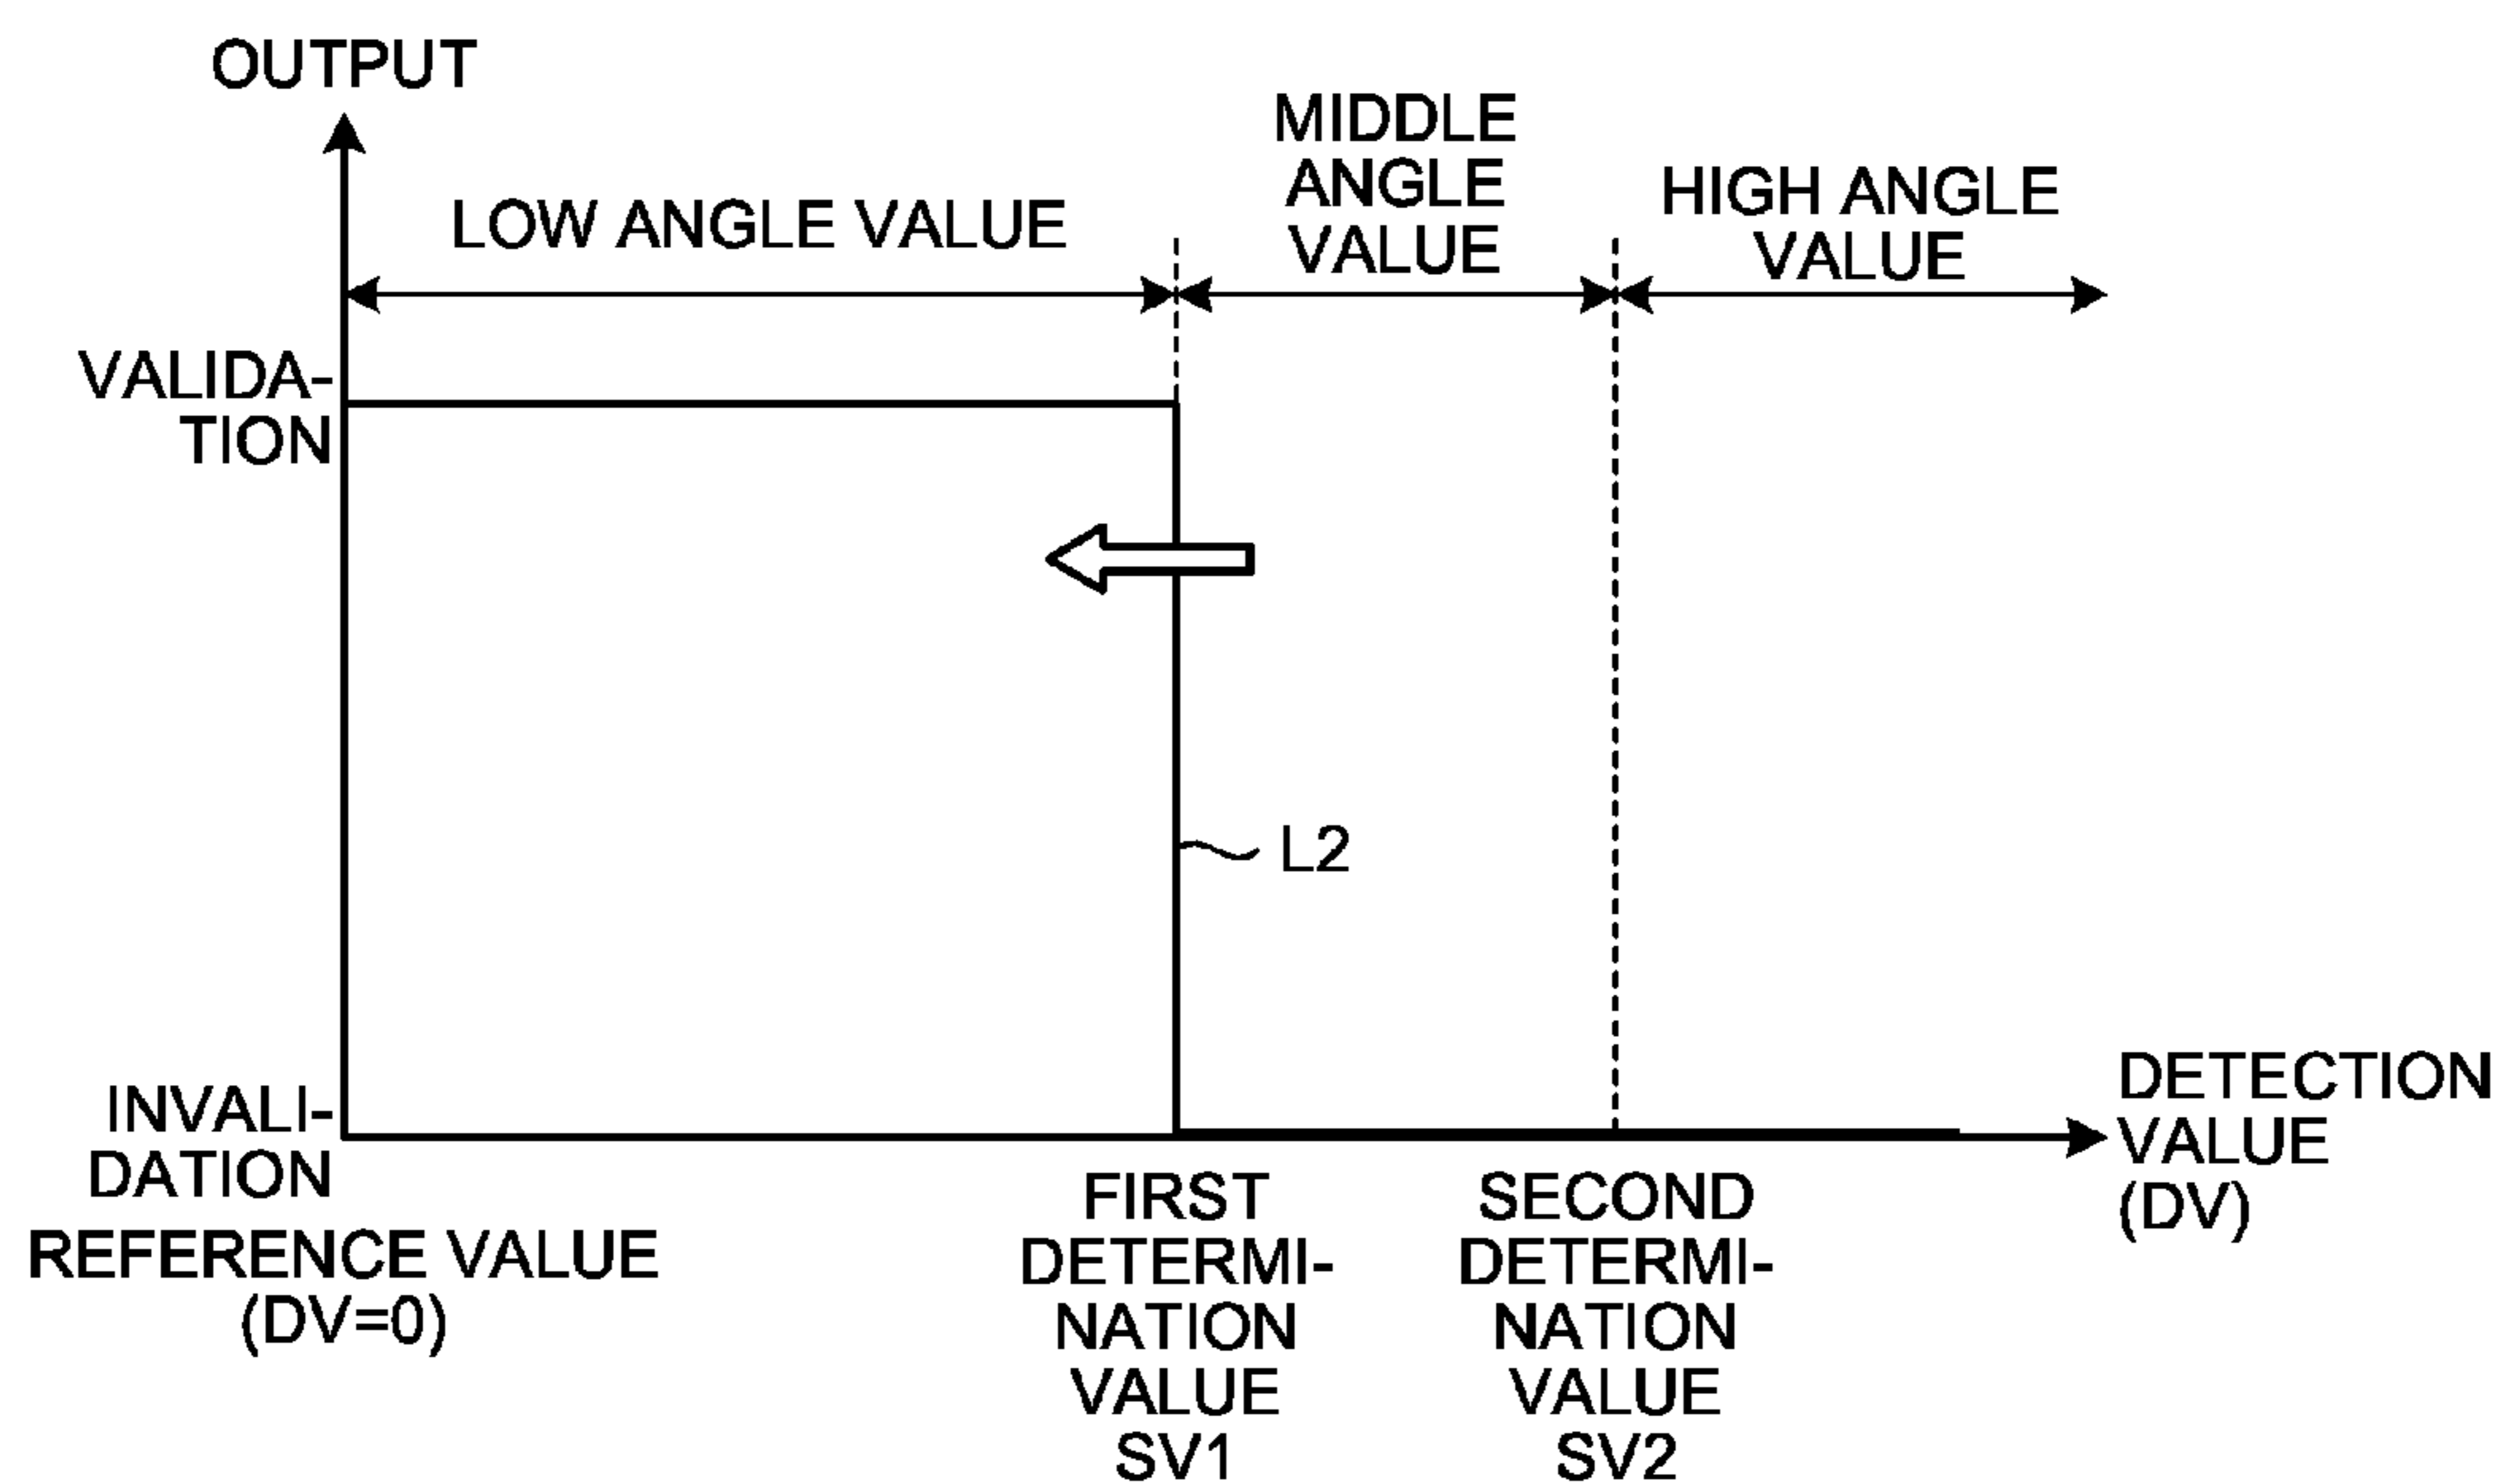 OUTPUT
MIDDLE
ANGLE
VALUE
HIGH ANGLE
VALUE
LOW ANGLE VALUE
VALIDA-
TION
L2
INVALI-
DATION
REFERENCE VALUE
(DV=0)
FIRST
DETERMI-
NATION
VALUE
SV1
SECOND
DETERMI-
NATION
VALUE
SV2
DETECTION
VALUE
(DV)